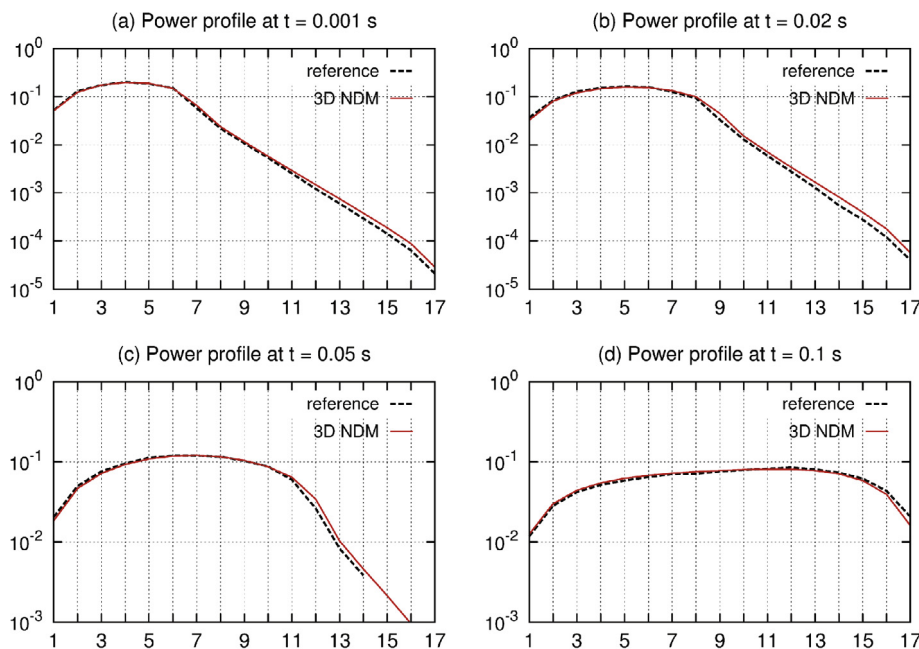 (a) Power profile at t = 0.001 s
10^0
10^-1
10^-2
10^-3
10^-4
10^-5
reference
3D NDM
1 3 5 7 9 11 13 15 17
(b) Power profile at t = 0.02 s
10^0
10^-1
10^-2
10^-3
10^-4
10^-5
reference
3D NDM
1 3 5 7 9 11 13 15 17
(c) Power profile at t = 0.05 s
10^0
10^-1
10^-2
10^-3
reference
3D NDM
1 3 5 7 9 11 13 15 17
(d) Power profile at t = 0.1 s
10^0
10^-1
10^-2
10^-3
reference
3D NDM
1 3 5 7 9 11 13 15 17